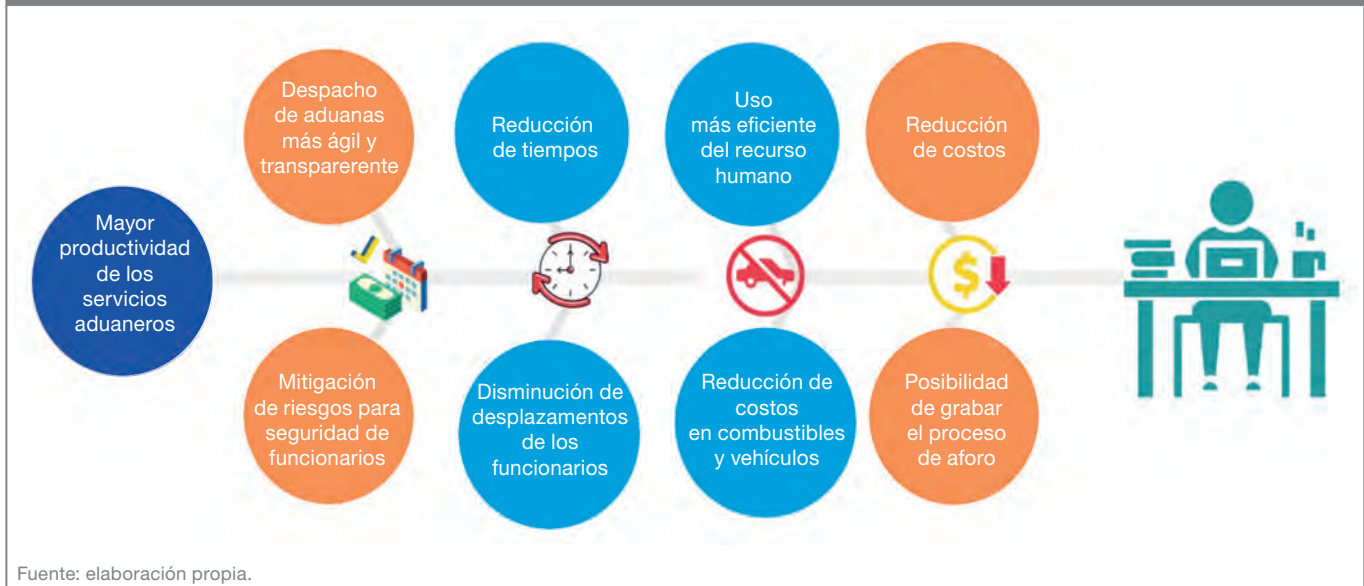 Mayor
productividad
de los
servicios
aduaneros
Despacho
de aduanas
más ágil y
transparerente
Mitigación
de riesgos para
seguridad de
funcionarios
Reducción
de tiempos
Disminución de
desplazamentos
de los
funcionarios
Uso
más eficiente
del recurso
humano
Reducción de
costos
en combustibles
y vehículos
Reducción
de costos
$
Posibilidad
de grabar
el proceso
de aforo
Fuente: elaboración propia.